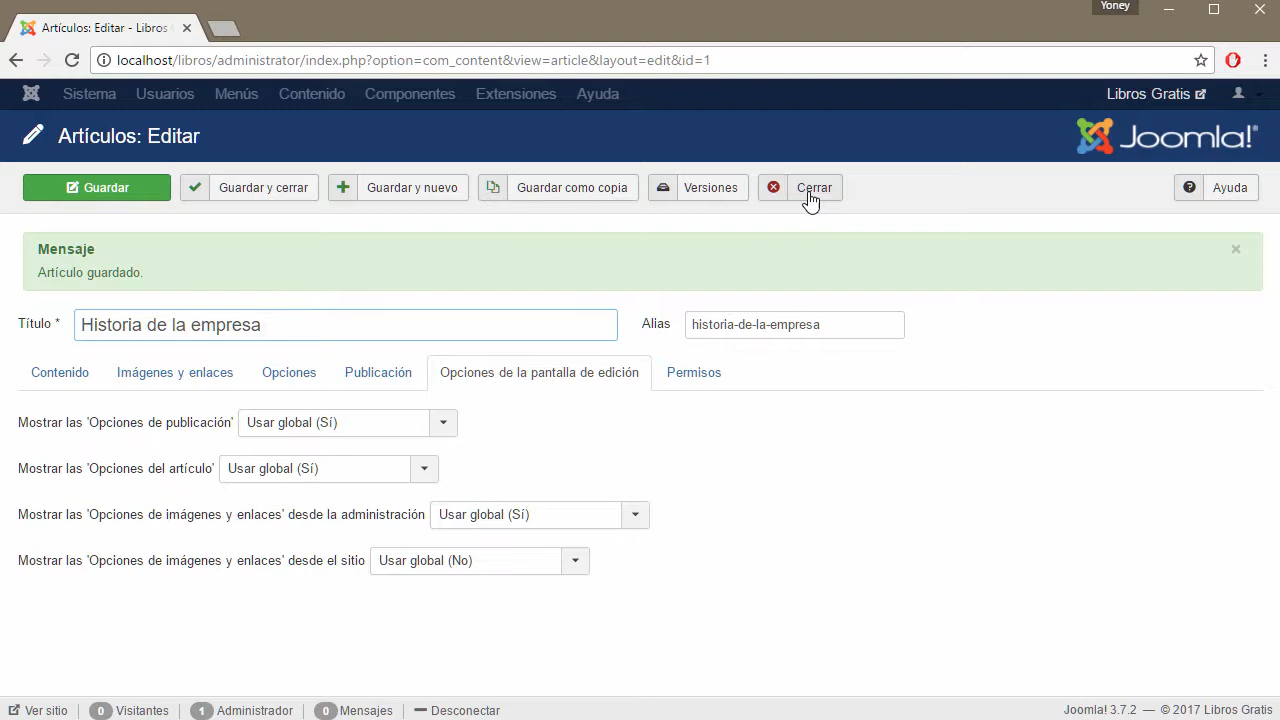 Yoney
Artículos: Editar - Libros
localhost/libros/administrator/index.php?option=com_content&view=article&layout=edit&id=1
Sistema Usuarios Menús Contenido Componentes Extensiones Ayuda Libros Gratis
Artículos: Editar Joomla!
Guardar Guardar y cerrar Guardar y nuevo Guardar como copia Versiones Cerrar Ayuda
Mensaje
Artículo guardado.
Título * Historia de la empresa Alias historia-de-la-empresa
Contenido Imágenes y enlaces Opciones Publicación Opciones de la pantalla de edición Permisos
Mostrar las 'Opciones de publicación' Usar global (Sí)
Mostrar las 'Opciones del artículo' Usar global (Sí)
Mostrar las 'Opciones de imágenes y enlaces' desde la administración Usar global (Sí)
Mostrar las 'Opciones de imágenes y enlaces' desde el sitio Usar global (No)
Ver sitio 0 Visitantes 1 Administrador 0 Mensajes Desconectar Joomla! 3.7.2 — © 2017 Libros Gratis